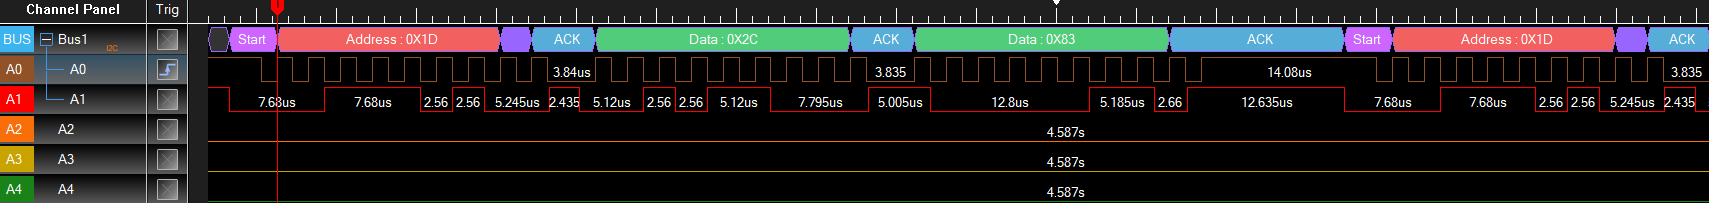 Channel Panel Trig
BUS Bus1 I2C Start Address : 0X1D ACK Data : 0X2C ACK Data : 0X83 ACK Start Address : 0X1D ACK
A0 A0 3.84us 3.835 14.08us 3.835
A1 A1 7.68us 7.68us 2.56 2.56 5.245us 2.435 5.12us 2.56 2.56 5.12us 7.795us 5.005us 12.8us 5.185us 2.66 12.635us 7.68us 7.68us 2.56 2.56 5.245us 2.435
A2 A2 4.587s
A3 A3 4.587s
A4 A4 4.587s